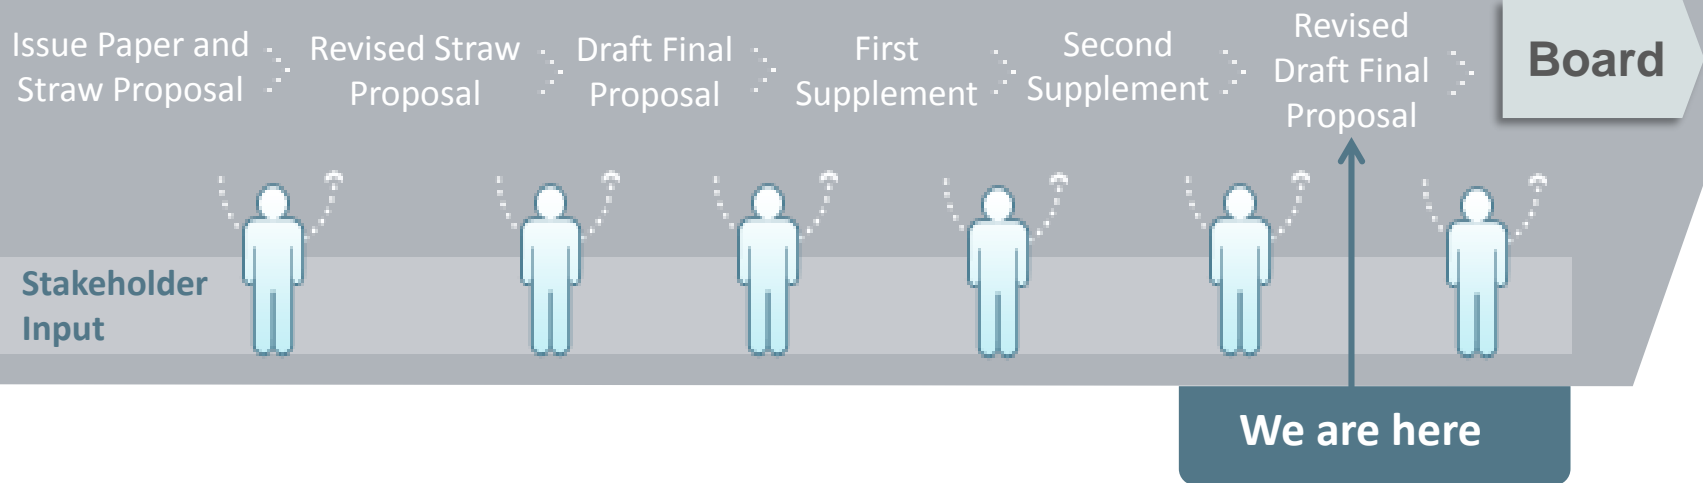 Issue Paper and
Straw Proposal
Revised Straw
Proposal
Draft Final
Proposal
First
Supplement
Second
Supplement
Revised
Draft Final
Proposal
Board
Stakeholder
Input
We are here